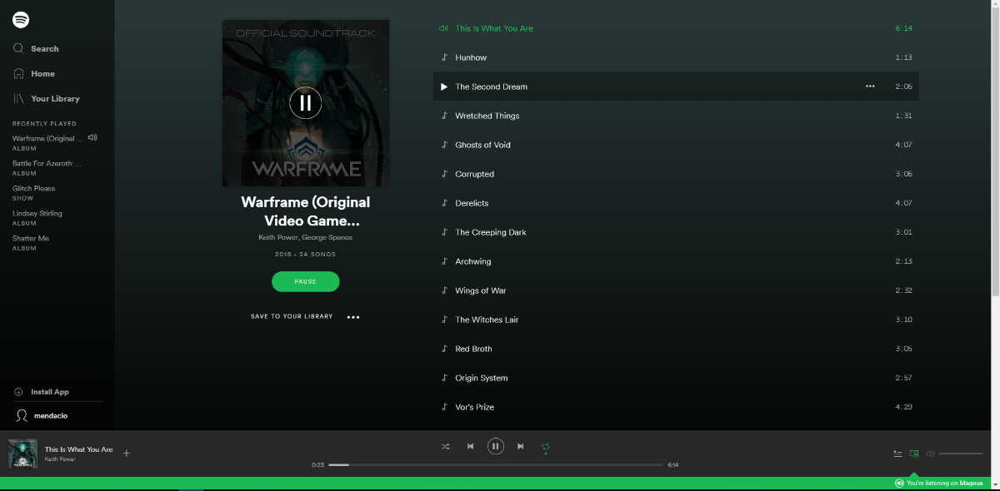 Search
Home
Your Library
RECENTLY PLAYED
Warframe (Original ...
ALBUM
Battle For Azeroth: ...
ALBUM
Glitch Please
SHOW
Lindsey Stirling
ALBUM
Shatter Me
ALBUM
Install App
mendacio
OFFICIAL SOUNDTRACK
WARFRAME
Warframe (Original
Video Game...
Keith Power, George Spanos
2018 • 24 SONGS
PAUSE
SAVE TO YOUR LIBRARY
This Is What You Are 6:14
Hunhow 1:13
The Second Dream 2:06
Wretched Things 1:31
Ghosts of Void 4:07
Corrupted 3:06
Derelicts 4:07
The Creeping Dark 3:01
Archwing 2:13
Wings of War 2:32
The Witches Lair 3:10
Red Broth 3:05
Origin System 2:57
Vor's Prize 4:29
WARFRAME
This Is What You Are
Keith Power
0:23 6:14
You're listening on Magnus